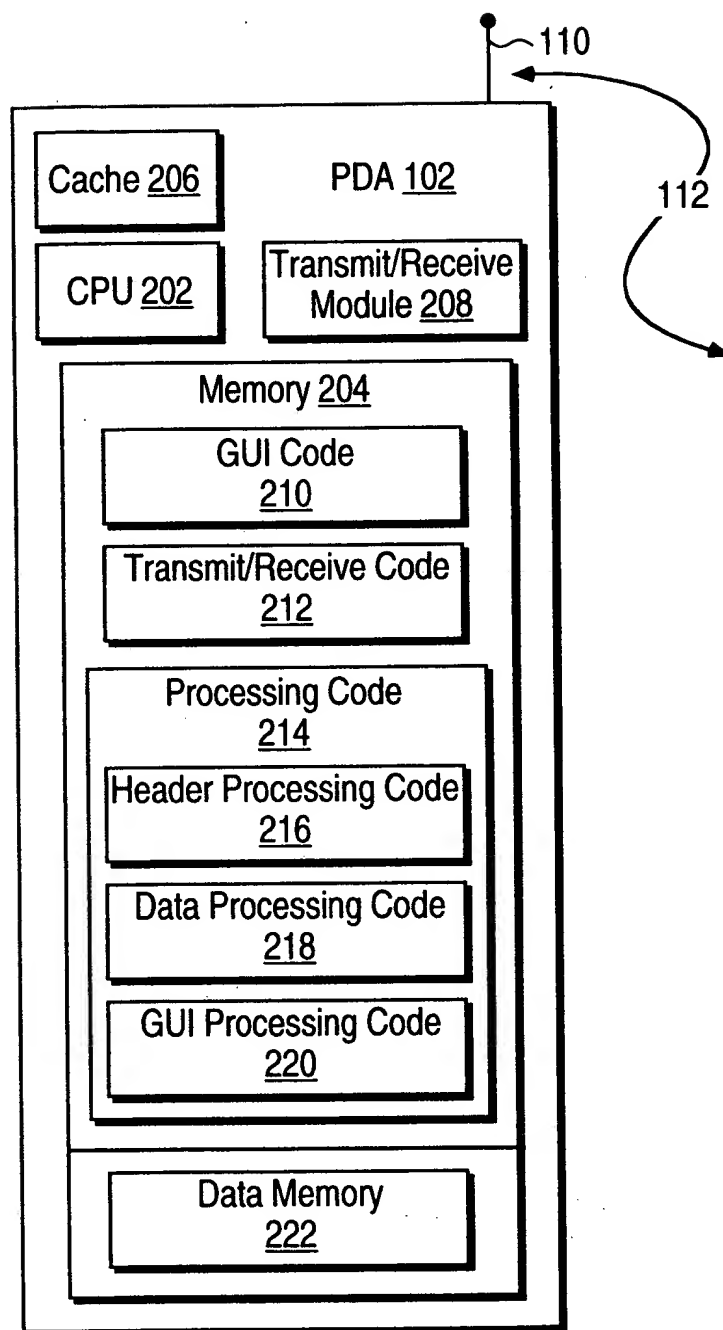 110
112
Cache 206
PDA 102
CPU 202
Transmit/Receive
Module 208
Memory 204
GUI Code
210
Transmit/Receive Code
212
Processing Code
214
Header Processing Code
216
Data Processing Code
218
GUI Processing Code
220
Data Memory
222